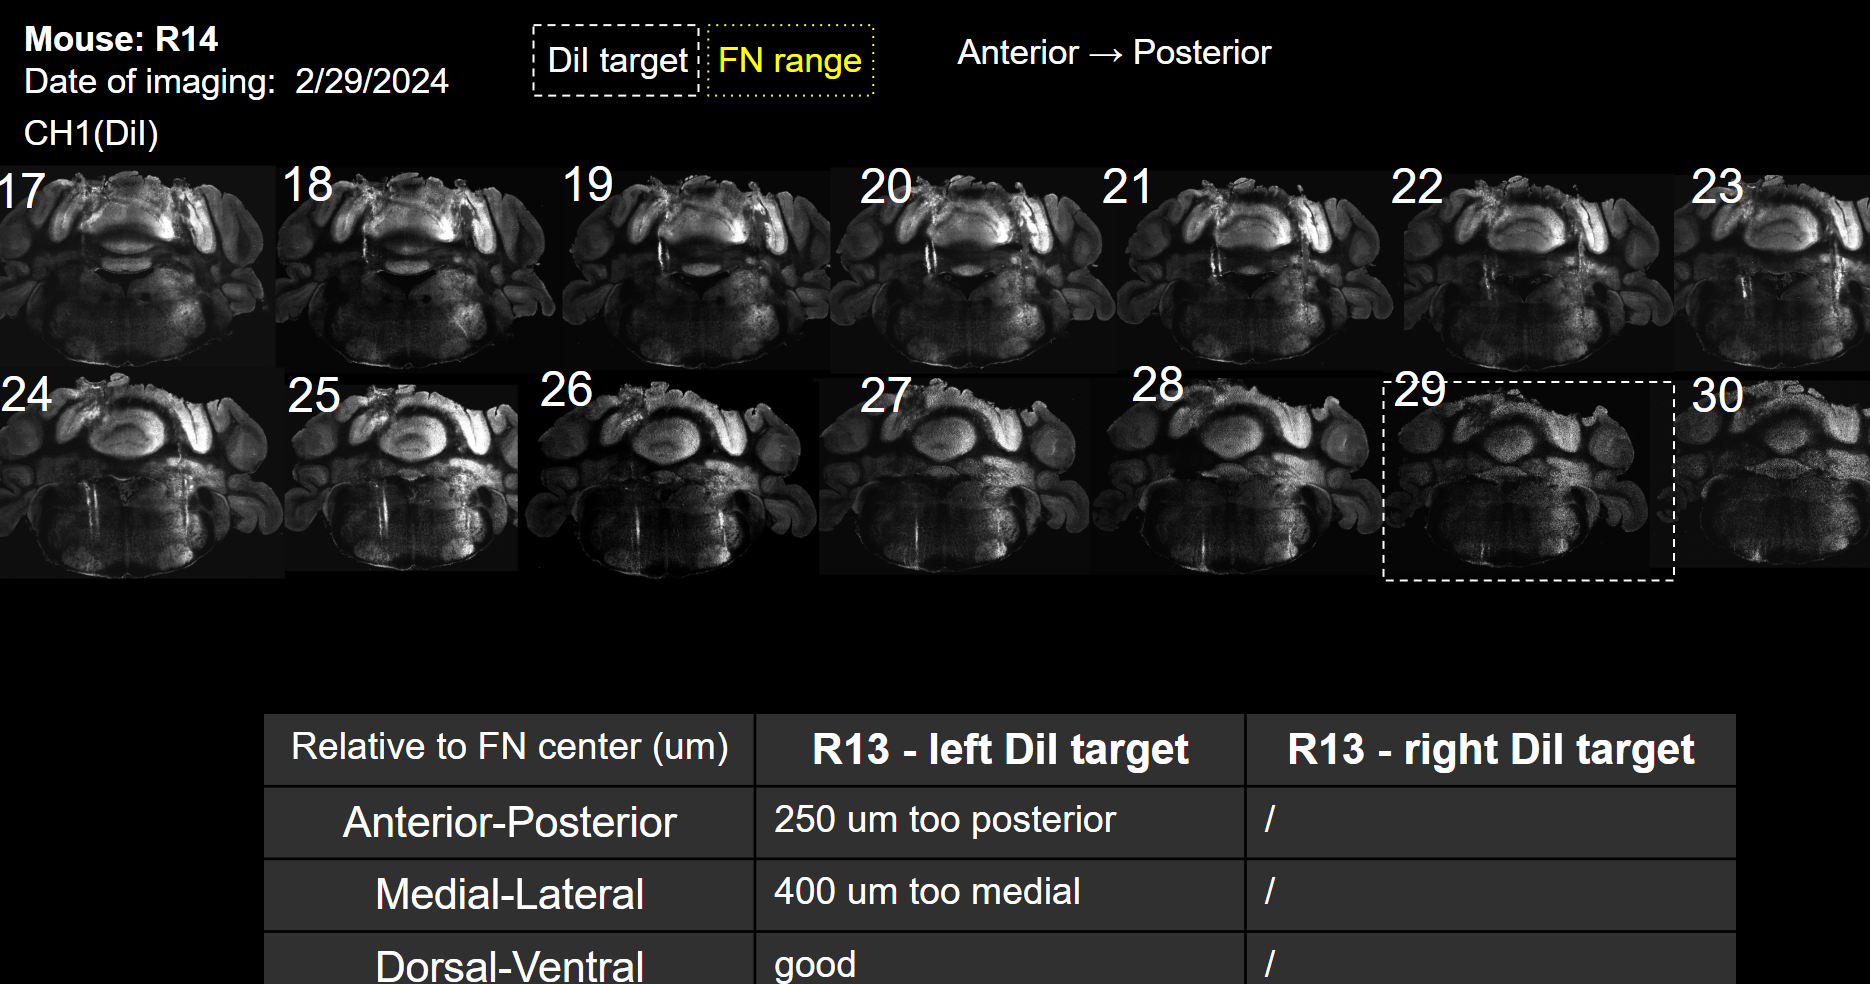 Mouse: R14
Date of imaging: 2/29/2024
CH1(DiI)
DiI target
FN range
Anterior → Posterior
17
18
19
20
21
22
23
24
25
26
27
28
29
30
Relative to FN center (um)
R13 - left DiI target
R13 - right DiI target
Anterior-Posterior
250 um too posterior
/
Medial-Lateral
400 um too medial
/
Dorsal-Ventral
good
/